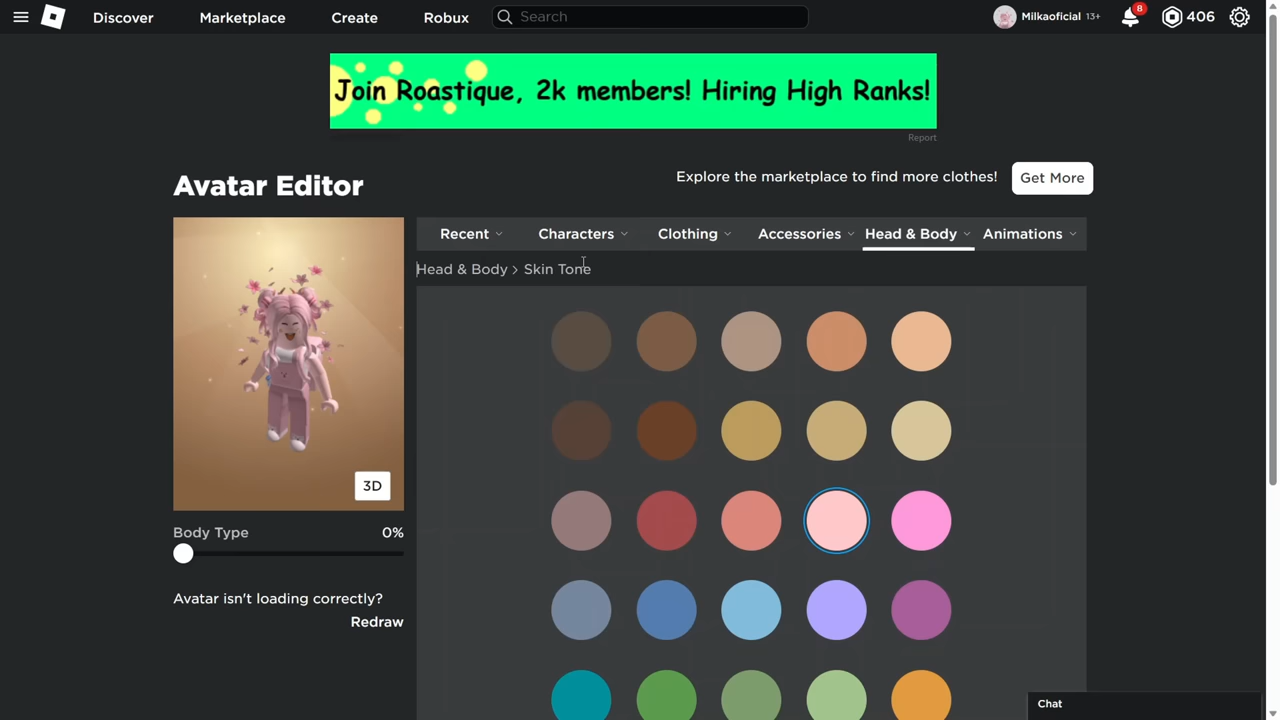 Discover Marketplace Create Robux Search Milkaoficial 13+ 8 406
Join Roastique, 2k members! Hiring High Ranks!
Report
Avatar Editor
Explore the marketplace to find more clothes! Get More
Recent Characters Clothing Accessories Head & Body Animations
Head & Body > Skin Tone
3D
Body Type 0%
Avatar isn't loading correctly?
Redraw
Chat